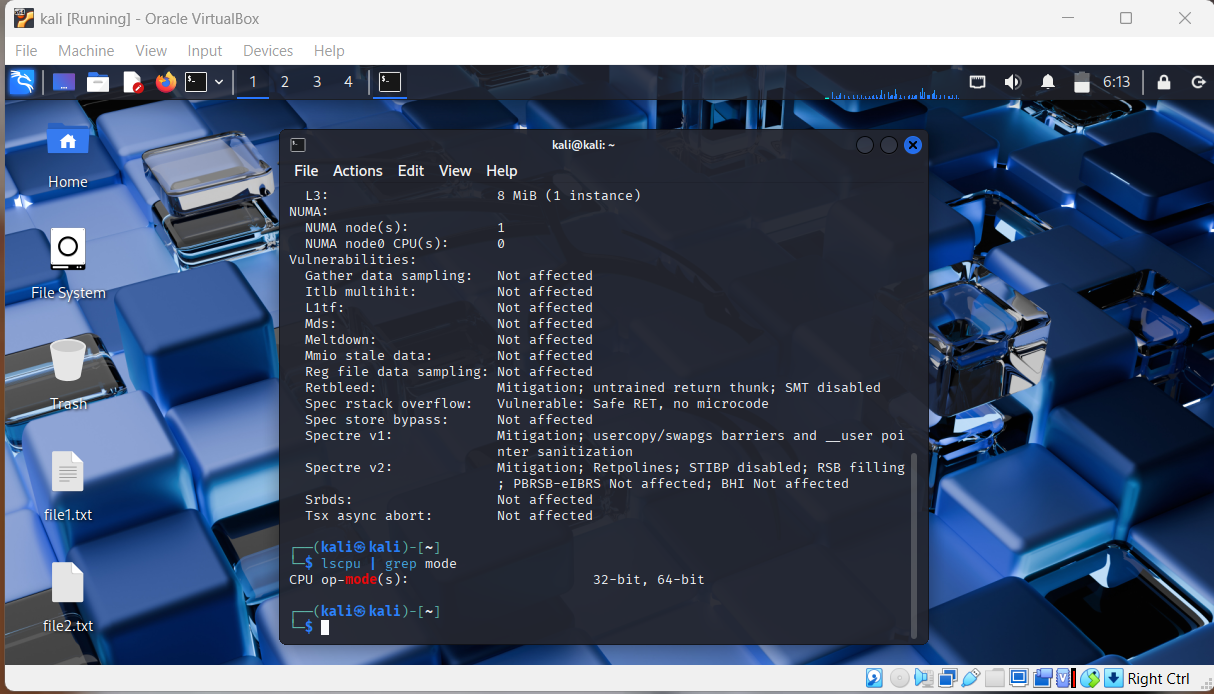 kali [Running] - Oracle VirtualBox
File Machine View Input Devices Help
1 2 3 4 6:13
Home
File System
Trash
file1.txt
file2.txt
kali@kali: ~
File Actions Edit View Help
L3: 8 MiB (1 instance)
NUMA:
NUMA node(s): 1
NUMA node0 CPU(s): 0
Vulnerabilities:
Gather data sampling: Not affected
Itlb multihit: Not affected
L1tf: Not affected
Mds: Not affected
Meltdown: Not affected
Mmio stale data: Not affected
Reg file data sampling: Not affected
Retbleed: Mitigation; untrained return thunk; SMT disabled
Spec rstack overflow: Vulnerable: Safe RET, no microcode
Spec store bypass: Not affected
Spectre v1: Mitigation; usercopy/swapgs barriers and __user poi
nter sanitization
Spectre v2: Mitigation; Retpolines; STIBP disabled; RSB filling
; PBRSB-eIBRS Not affected; BHI Not affected
Srbds: Not affected
Tsx async abort: Not affected
┌──(kali㉿kali)-[~]
└─$ lscpu | grep mode
CPU op-mode(s): 32-bit, 64-bit
┌──(kali㉿kali)-[~]
└─$
Right Ctrl